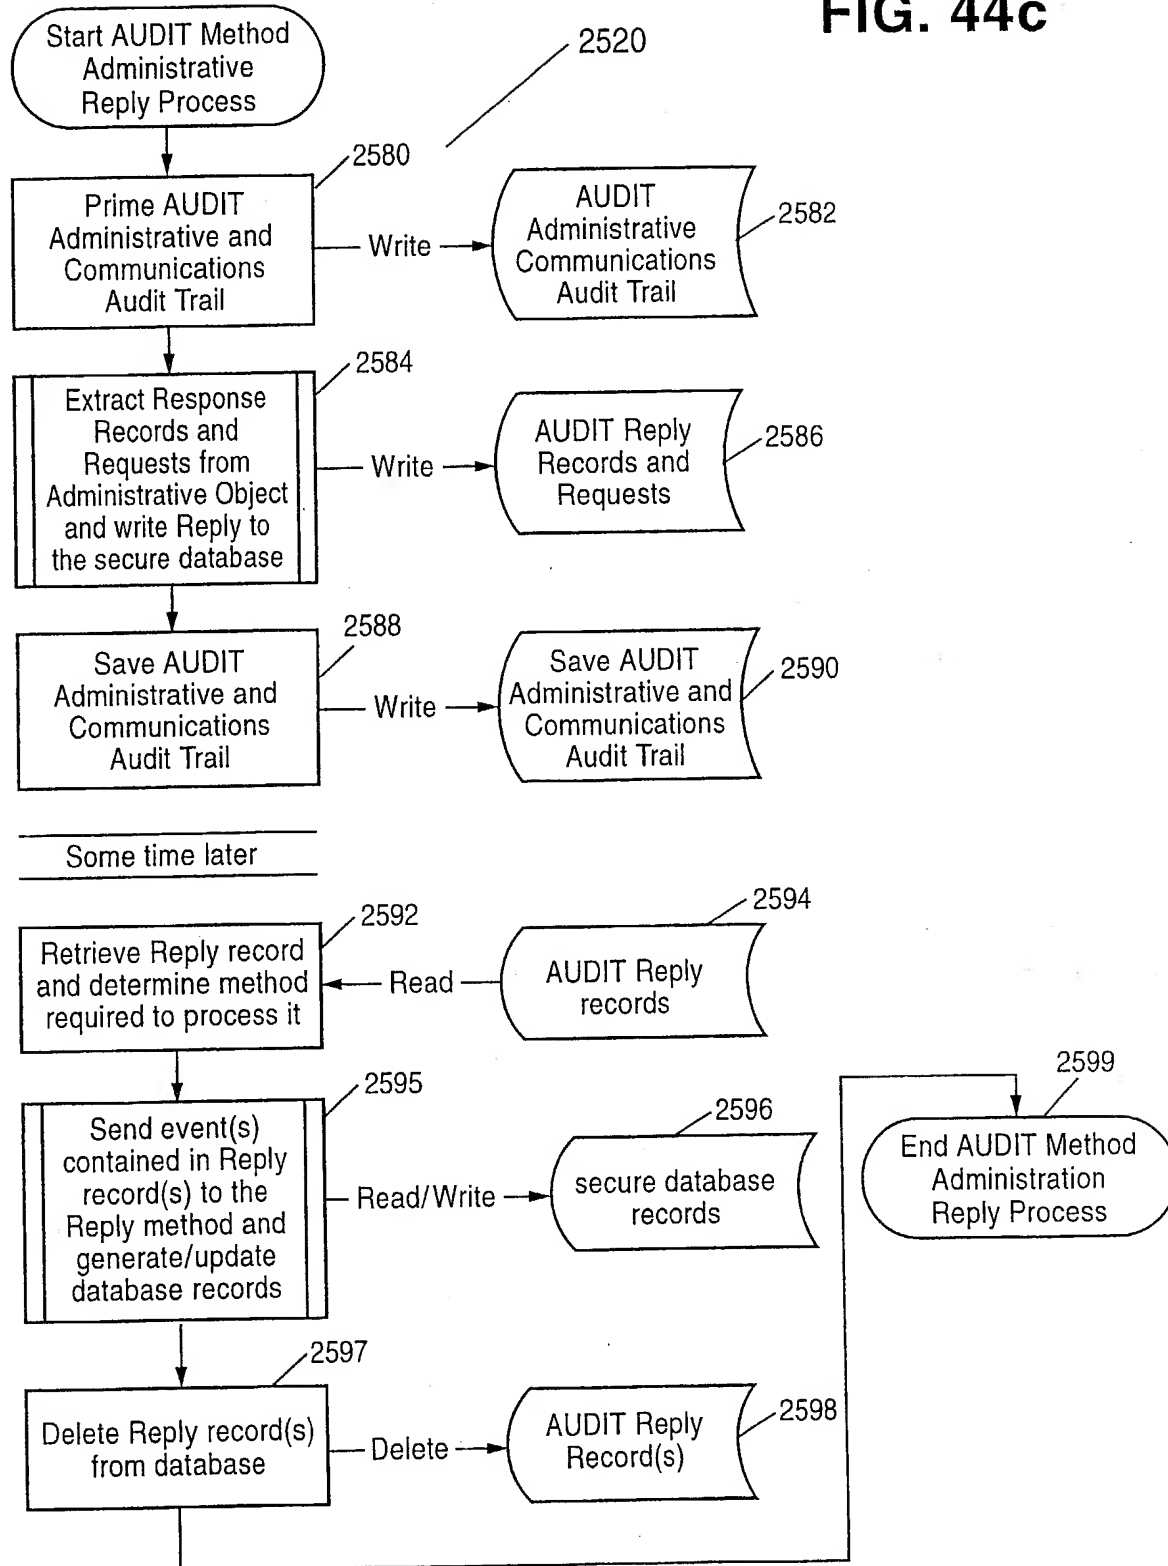 FIG. 44c
Start AUDIT Method
Administrative
Reply Process
2520
2580
Prime AUDIT
Administrative and
Communications
Audit Trail
Write
AUDIT
Administrative
Communications
Audit Trail
2582
2584
Extract Response
Records and
Requests from
Administrative Object
and write Reply to
the secure database
Write
AUDIT Reply
Records and
Requests
2586
2588
Save AUDIT
Administrative and
Communications
Audit Trail
Write
Save AUDIT
Administrative and
Communications
Audit Trail
2590
Some time later
2592
Retrieve Reply record
and determine method
required to process it
Read
2594
AUDIT Reply
records
2595
Send event(s)
contained in Reply
record(s) to the
Reply method and
generate/update
database records
Read/Write
2596
secure database
records
2599
End AUDIT Method
Administration
Reply Process
2597
Delete Reply record(s)
from database
Delete
AUDIT Reply
Record(s)
2598